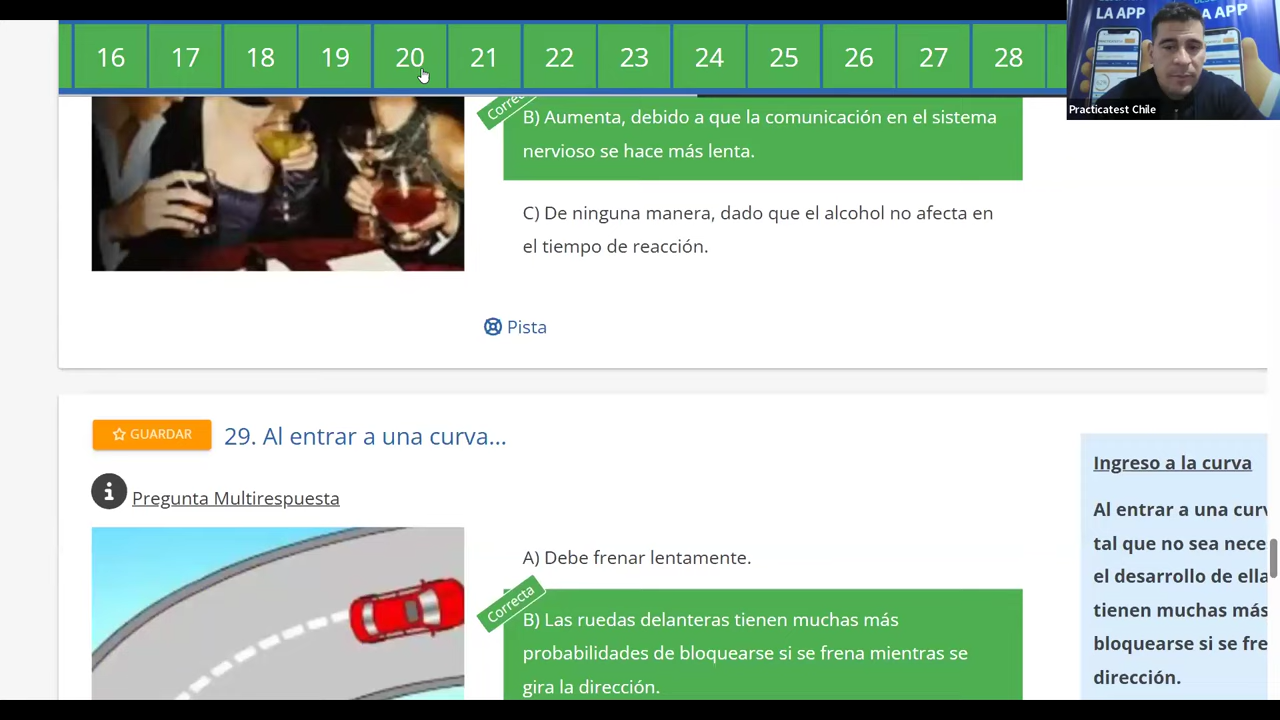 LA APP
A APP
Practicatest Chile
16 17 18 19 20 21 22 23 24 25 26 27 28
Correcta
B) Aumenta, debido a que la comunicación en el sistema
nervioso se hace más lenta.
C) De ninguna manera, dado que el alcohol no afecta en
el tiempo de reacción.
Pista
GUARDAR
29. Al entrar a una curva...
Pregunta Multirespuesta
A) Debe frenar lentamente.
Correcta
B) Las ruedas delanteras tienen muchas más
probabilidades de bloquearse si se frena mientras se
gira la dirección.
Ingreso a la curva
Al entrar a una curv
tal que no sea nece
el desarrollo de ella
tienen muchas más
bloquearse si se fre
dirección.